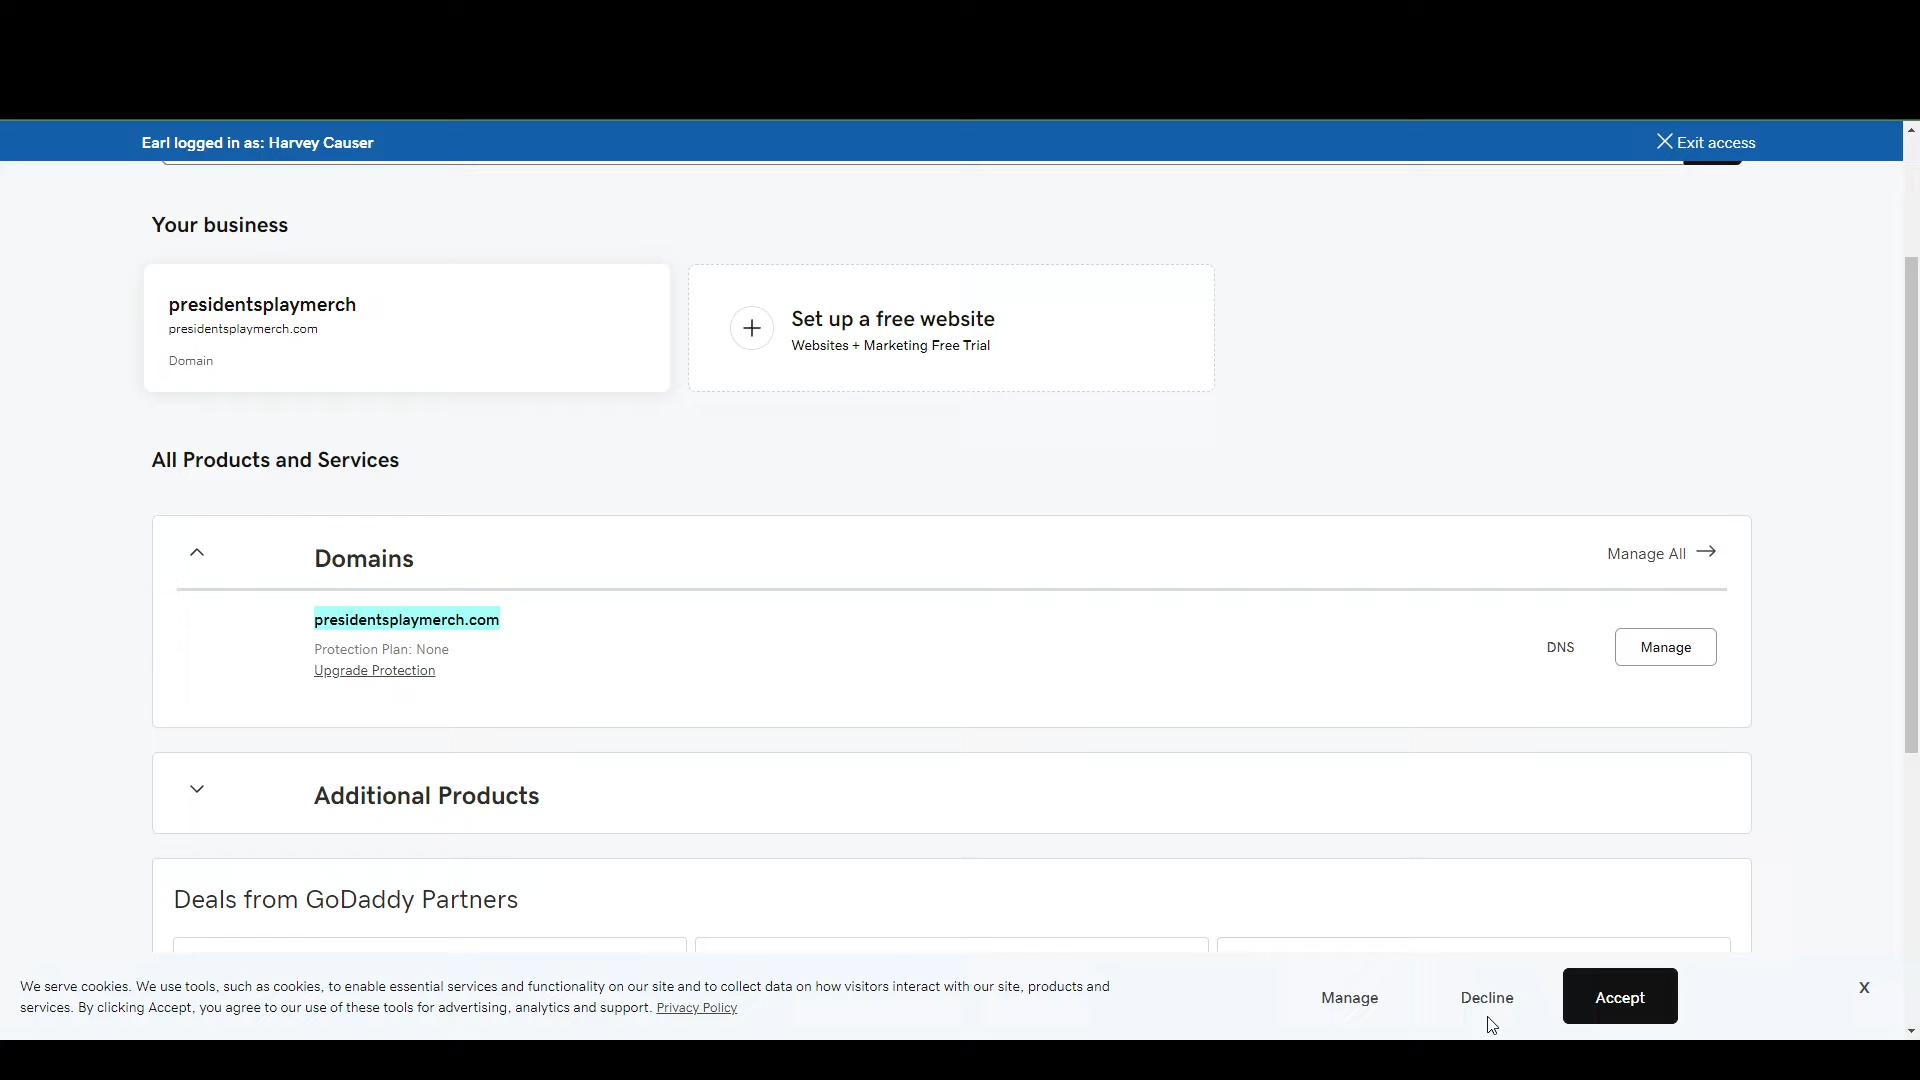 Earl logged in as: Harvey Causer
Exit access
Your business
presidentsplaymerch
presidentsplaymerch.com
Domain
Set up a free website
Websites + Marketing Free Trial
All Products and Services
Domains
Manage All
presidentsplaymerch.com
Protection Plan: None
Upgrade Protection
DNS
Manage
Additional Products
Deals from GoDaddy Partners
We serve cookies. We use tools, such as cookies, to enable essential services and functionality on our site and to collect data on how visitors interact with our site, products and
services. By clicking Accept, you agree to our use of these tools for advertising, analytics and support. Privacy Policy
Manage
Decline
Accept
X